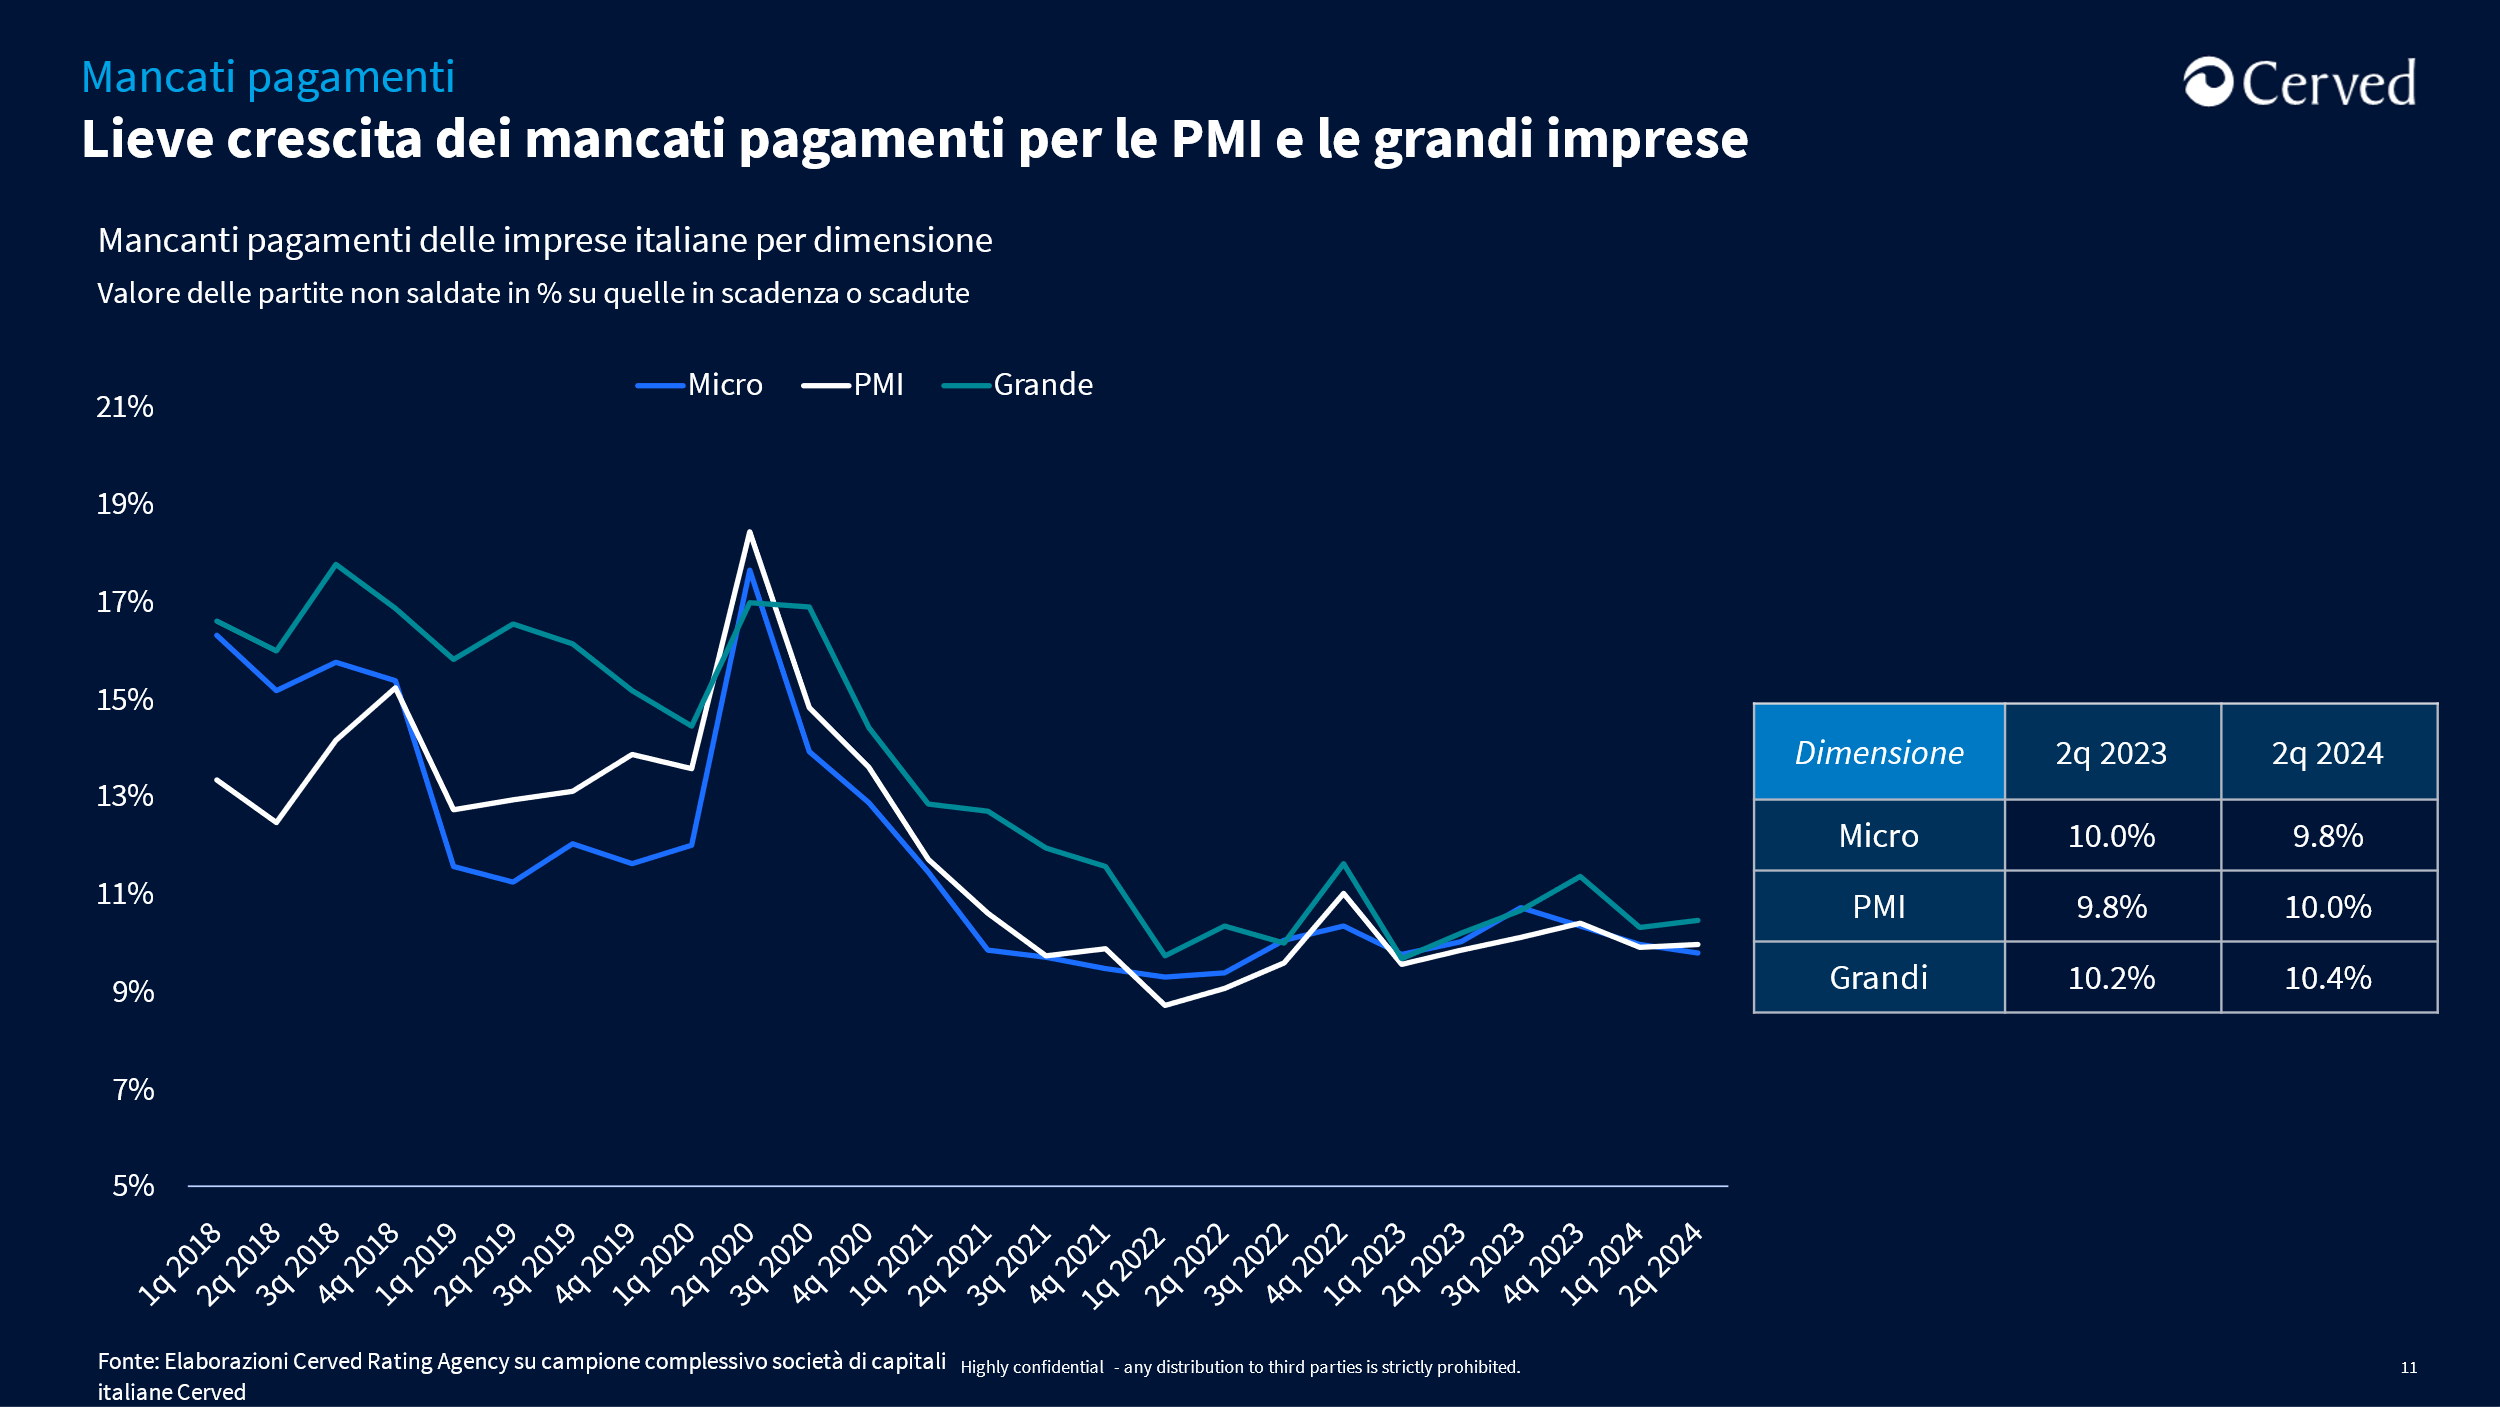 Mancati pagamenti
Cerved
Lieve crescita dei mancati pagamenti per le PMI e le grandi imprese
Mancanti pagamenti delle imprese italiane per dimensione
Valore delle partite non saldate in % su quelle in scadenza o scadute
Micro PMI Grande
21%
19%
17%
15%
13%
11%
9%
7%
5%
1q 2018 2q 2018 3q 2018 4q 2018 1q 2019 2q 2019 3q 2019 4q 2019 1q 2020 2q 2020 3q 2020 4q 2020 1q 2021 2q 2021 3q 2021 4q 2021 1q 2022 2q 2022 3q 2022 4q 2022 1q 2023 2q 2023 3q 2023 4q 2023 1q 2024 2q 2024
Dimensione 2q 2023 2q 2024
Micro 10.0% 9.8%
PMI 9.8% 10.0%
Grandi 10.2% 10.4%
Fonte: Elaborazioni Cerved Rating Agency su campione complessivo società di capitali
italiane Cerved
Highly confidential - any distribution to third parties is strictly prohibited.
11